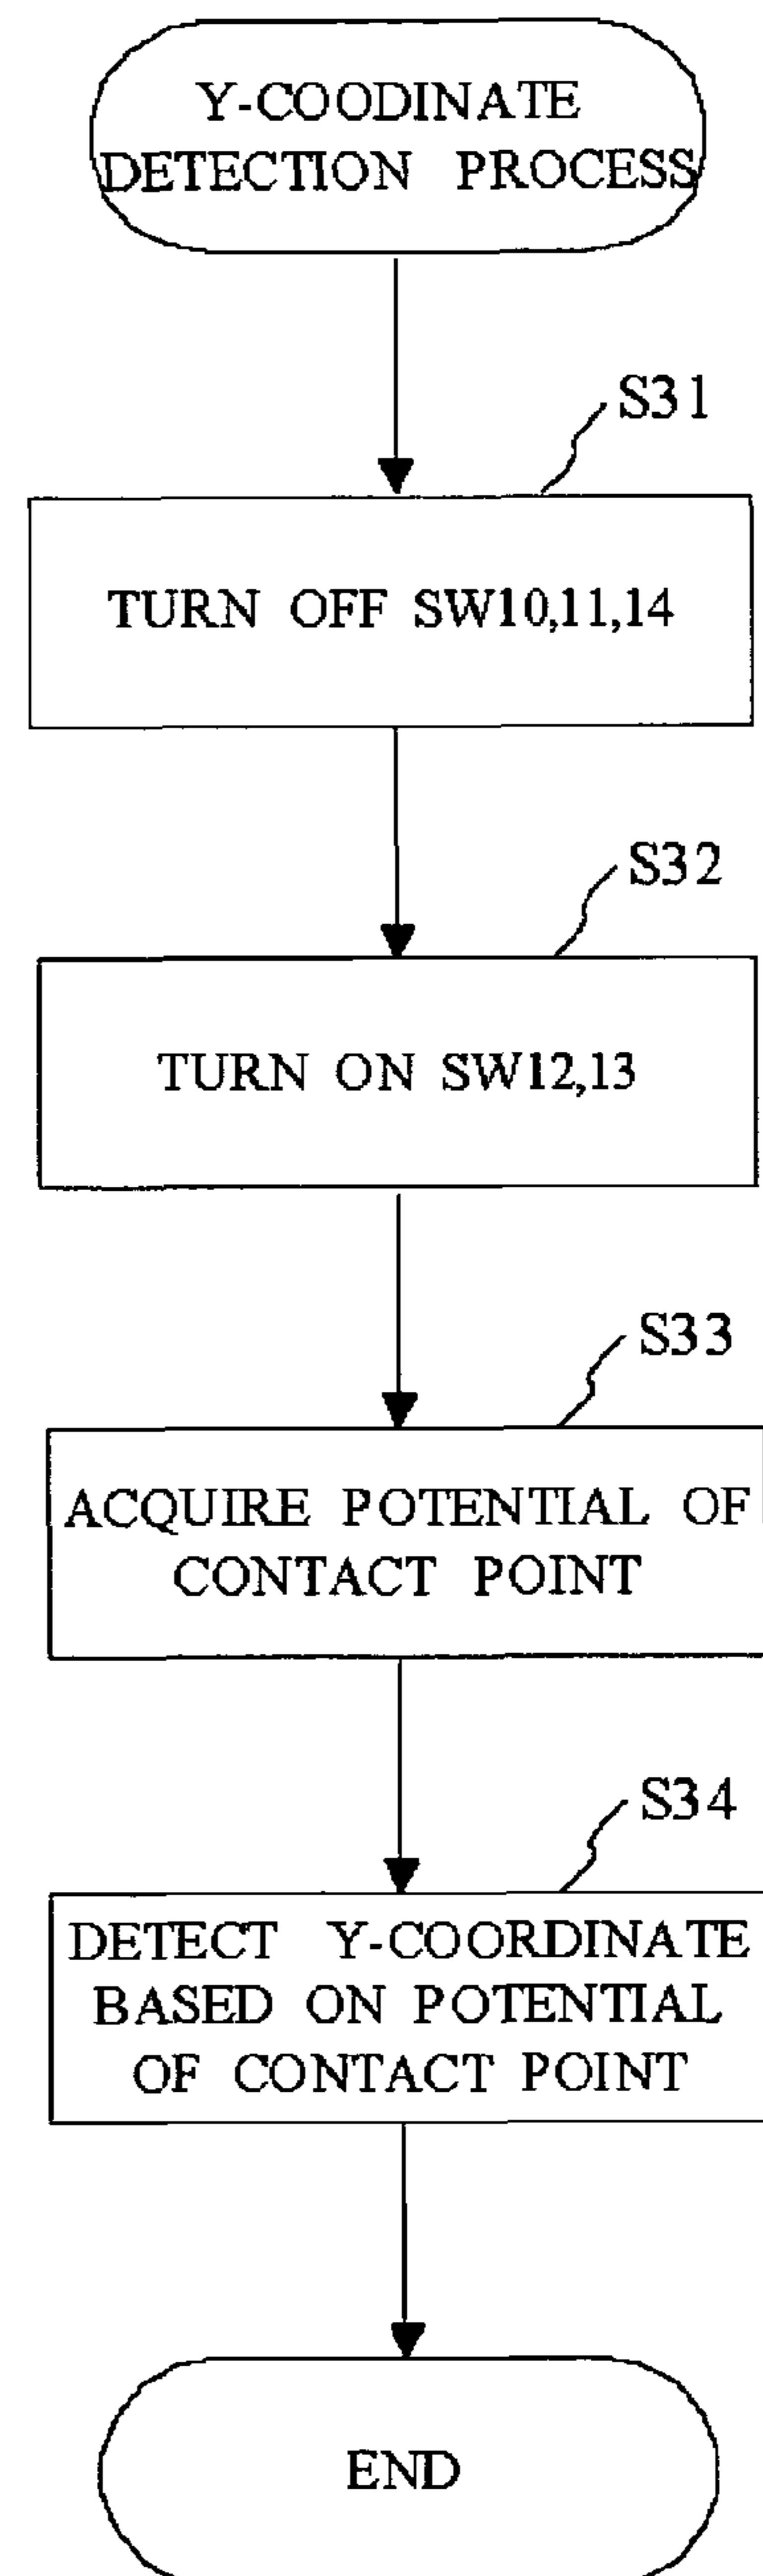 Y-COODINATE
DETECTION PROCESS
S31
TURN OFF SW10,11,14
S32
TURN ON SW12,13
S33
ACQUIRE POTENTIAL OF
CONTACT POINT
S34
DETECT Y-COORDINATE
BASED ON POTENTIAL
OF CONTACT POINT
END